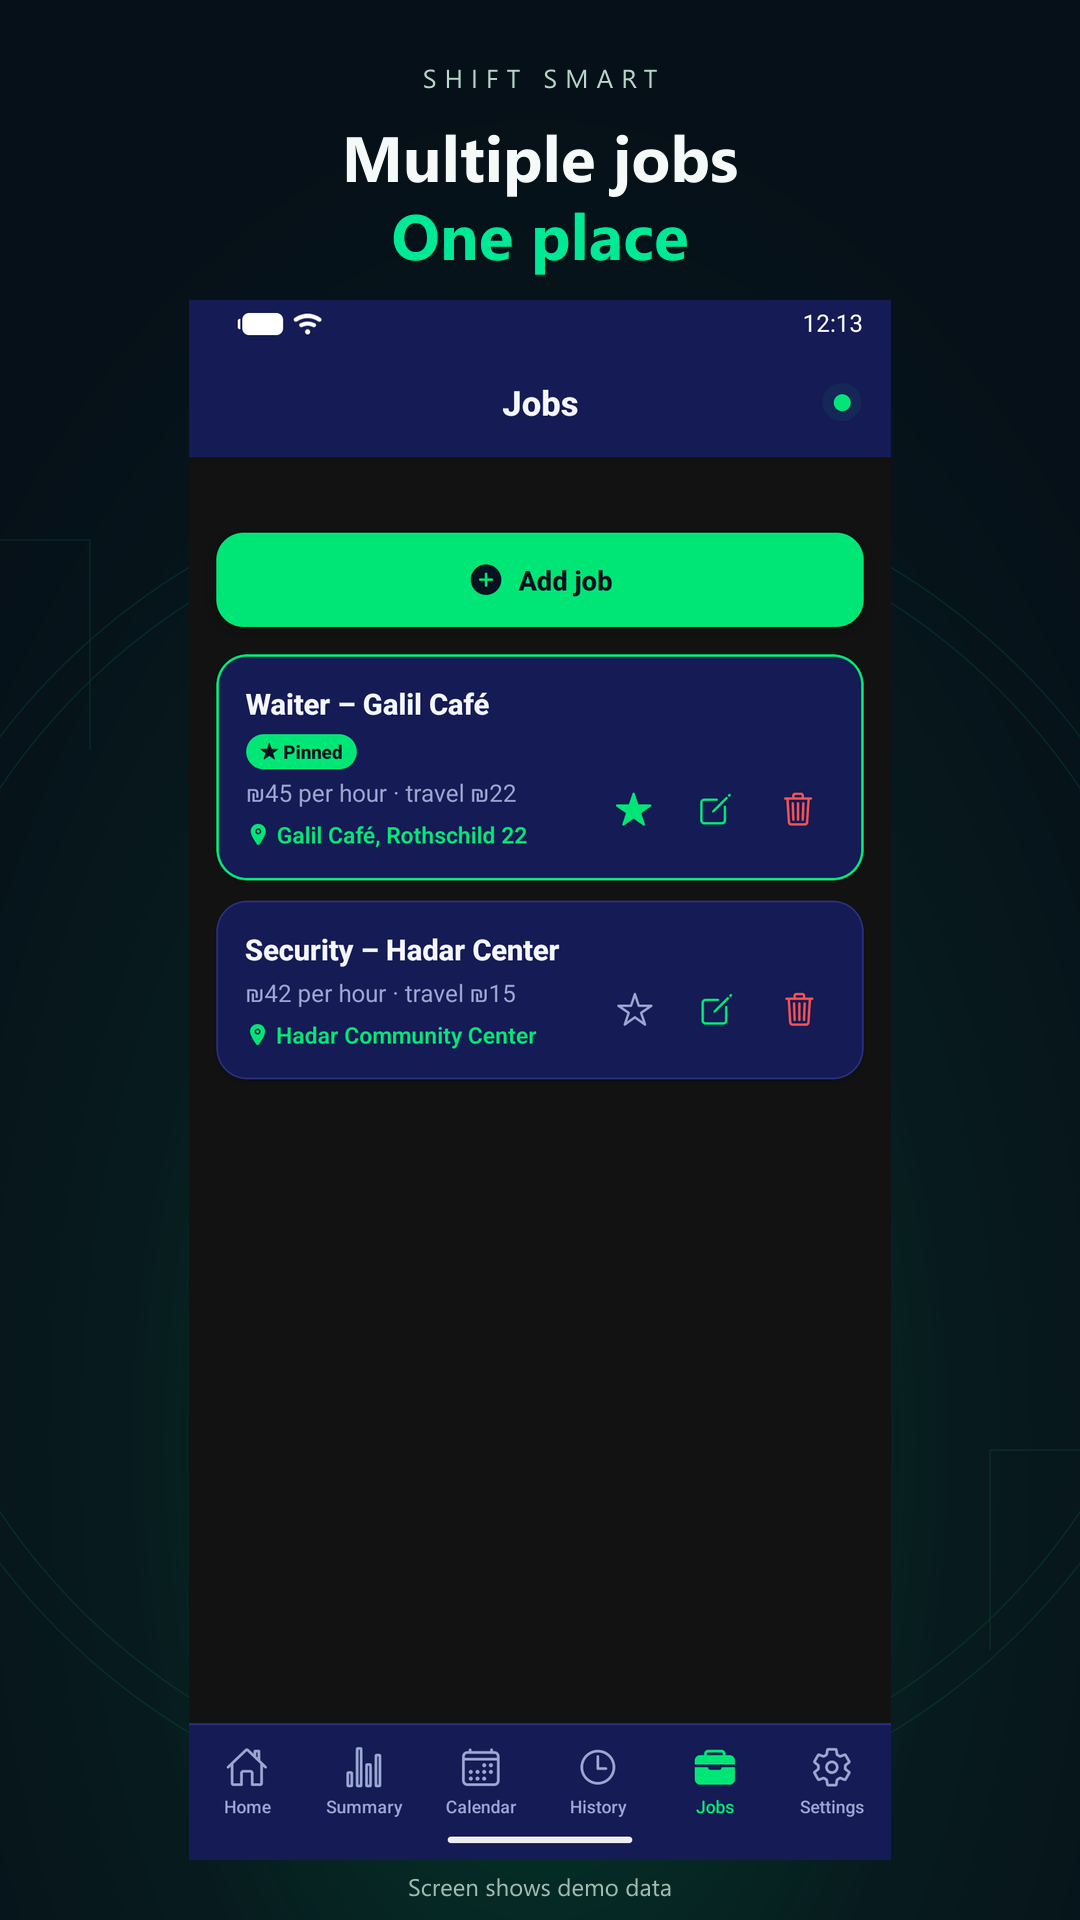 SHIFT SMART
Multiple jobs
One place
12:13
Jobs
Add job
Waiter – Galil Café
★ Pinned
₪45 per hour · travel ₪22
Galil Café, Rothschild 22
Security – Hadar Center
₪42 per hour · travel ₪15
Hadar Community Center
Home Summary Calendar History Jobs Settings
Screen shows demo data